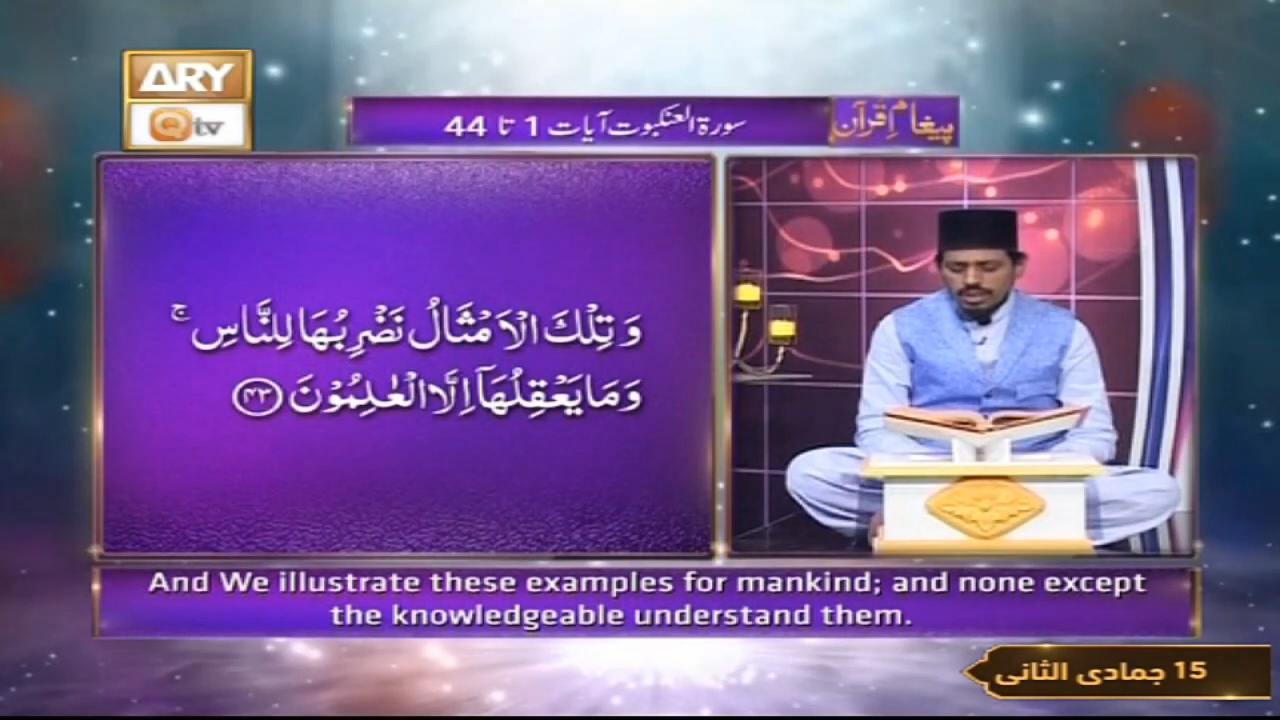 ARY
Qtv
پیغامِ قرآن
سورۃ العنکبوت آیات 1 تا 44
وَ تِلْكَ الْاَمْثَالُ نَضْرِبُهَا لِلنَّاسِ ۚ
وَ مَا یَعْقِلُهَاۤ اِلَّا الْعٰلِمُوْنَ ﴿۴۳﴾
And We illustrate these examples for mankind; and none except
the knowledgeable understand them.
15 جمادی الثانی